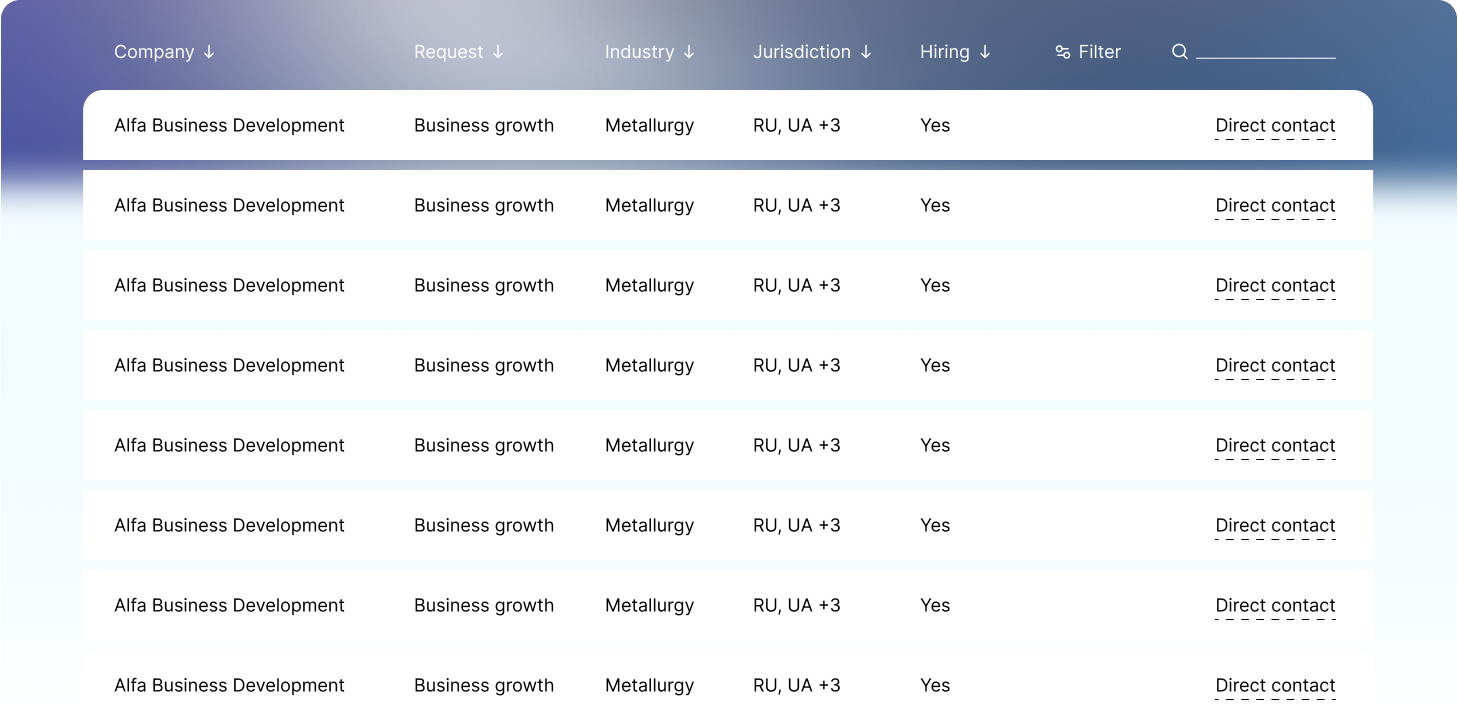 Company ↓ Request ↓ Industry ↓ Jurisdiction ↓ Hiring ↓ Filter
Alfa Business Development Business growth Metallurgy RU, UA +3 Yes Direct contact
Alfa Business Development Business growth Metallurgy RU, UA +3 Yes Direct contact
Alfa Business Development Business growth Metallurgy RU, UA +3 Yes Direct contact
Alfa Business Development Business growth Metallurgy RU, UA +3 Yes Direct contact
Alfa Business Development Business growth Metallurgy RU, UA +3 Yes Direct contact
Alfa Business Development Business growth Metallurgy RU, UA +3 Yes Direct contact
Alfa Business Development Business growth Metallurgy RU, UA +3 Yes Direct contact
Alfa Business Development Business growth Metallurgy RU, UA +3 Yes Direct contact